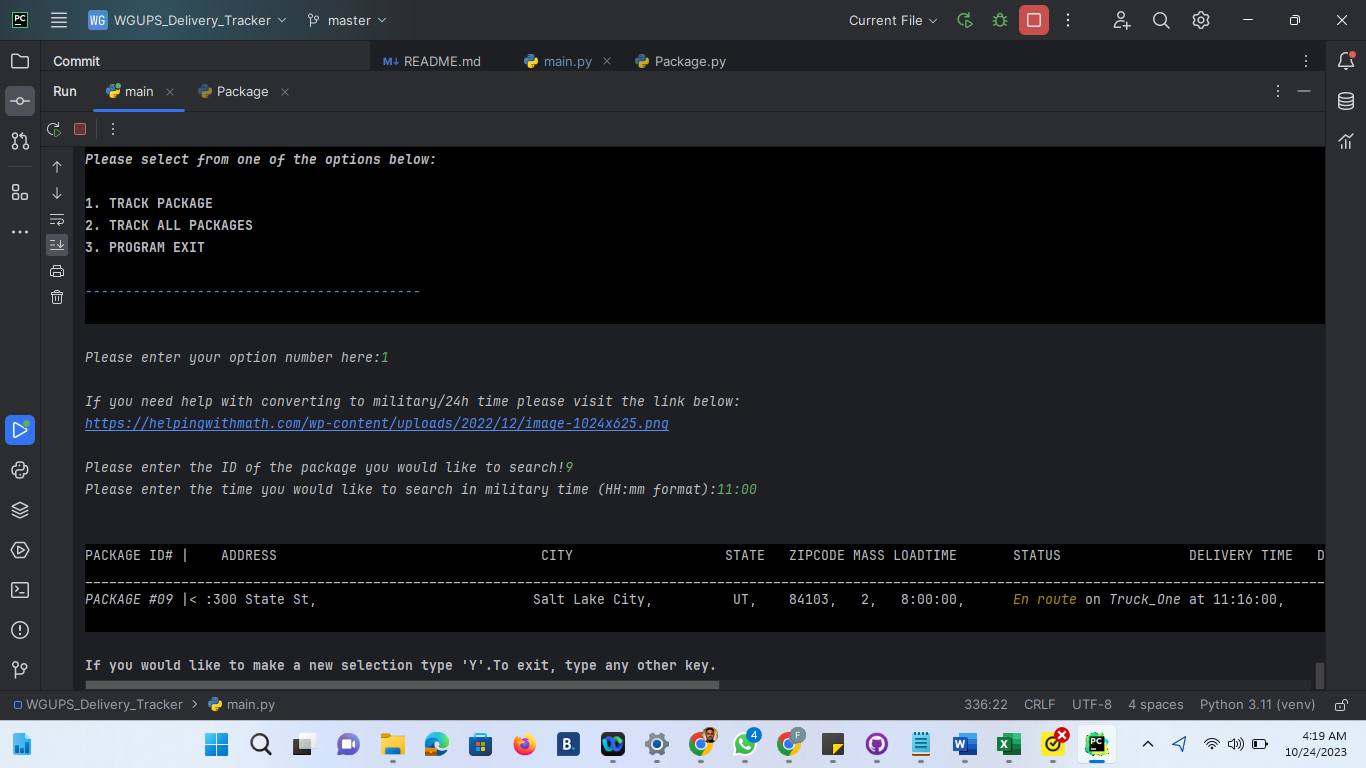 PC WG WGUPS_Delivery_Tracker master Current File
Commit README.md main.py Package.py
Run main Package
Please select from one of the options below:
1. TRACK PACKAGE
2. TRACK ALL PACKAGES
3. PROGRAM EXIT
------------------------------------------
Please enter your option number here:1
If you need help with converting to military/24h time please visit the link below:
https://helpingwithmath.com/wp-content/uploads/2022/12/image-1024x625.png
Please enter the ID of the package you would like to search!9
Please enter the time you would like to search in military time (HH:mm format):11:00
PACKAGE ID# | ADDRESS CITY STATE ZIPCODE MASS LOADTIME STATUS DELIVERY TIME D
PACKAGE #09 |< :300 State St, Salt Lake City, UT, 84103, 2, 8:00:00, En route on Truck_One at 11:16:00,
If you would like to make a new selection type 'Y'.To exit, type any other key.
WGUPS_Delivery_Tracker > main.py 336:22 CRLF UTF-8 4 spaces Python 3.11 (venv)
B. 4 F W X PC 4:19 AM
10/24/2023